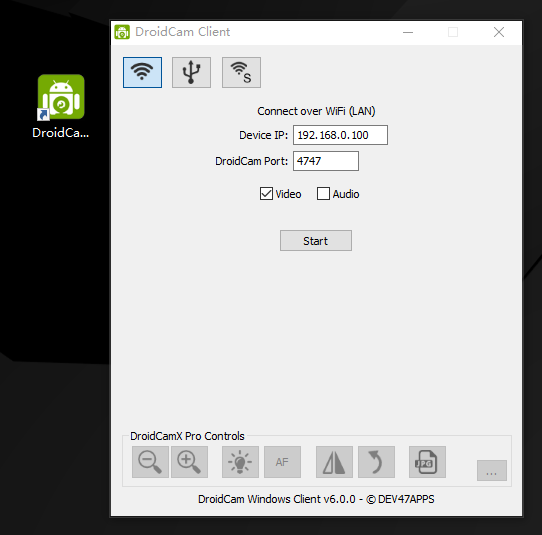 DroidCam Client
S
Connect over WiFi (LAN)
Device IP: 192.168.0.100
DroidCam Port: 4747
Video Audio
Start
DroidCa...
DroidCamX Pro Controls
AF
JPG
...
DroidCam Windows Client v6.0.0 - © DEV47APPS